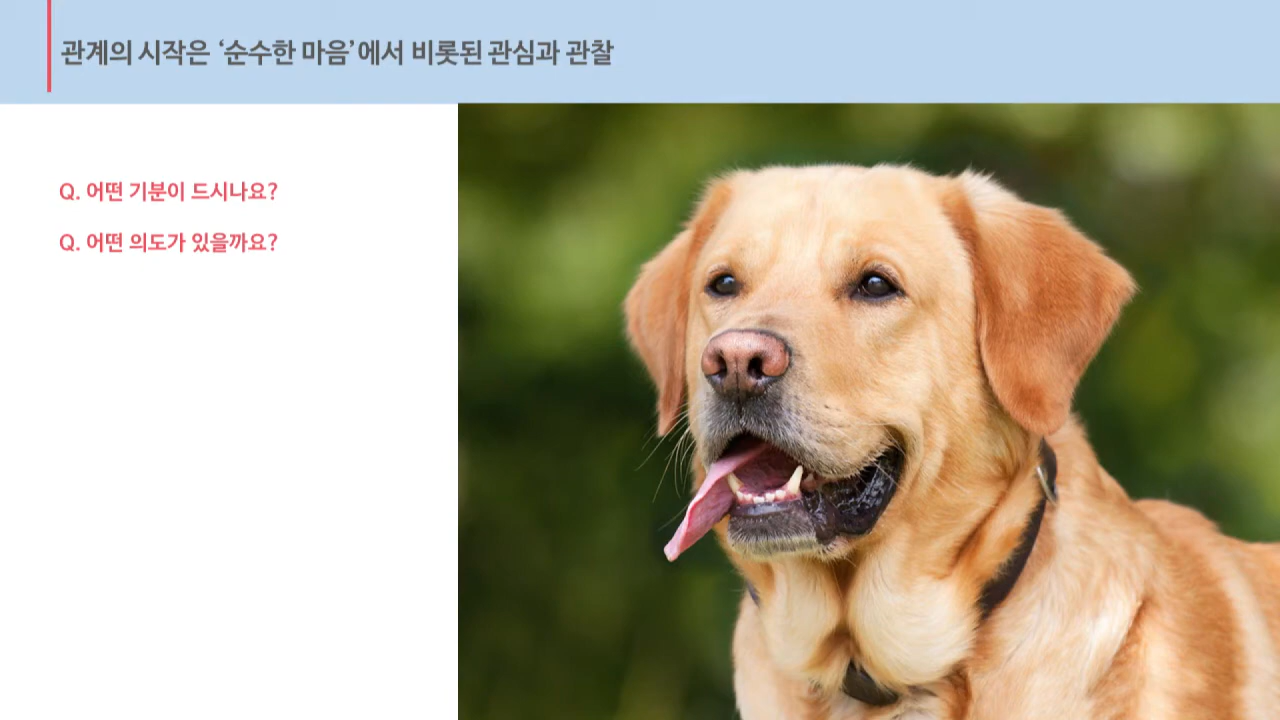 관계의 시작은 ‘순수한 마음’에서 비롯된 관심과 관찰
Q. 어떤 기분이 드시나요?
Q. 어떤 의도가 있을까요?